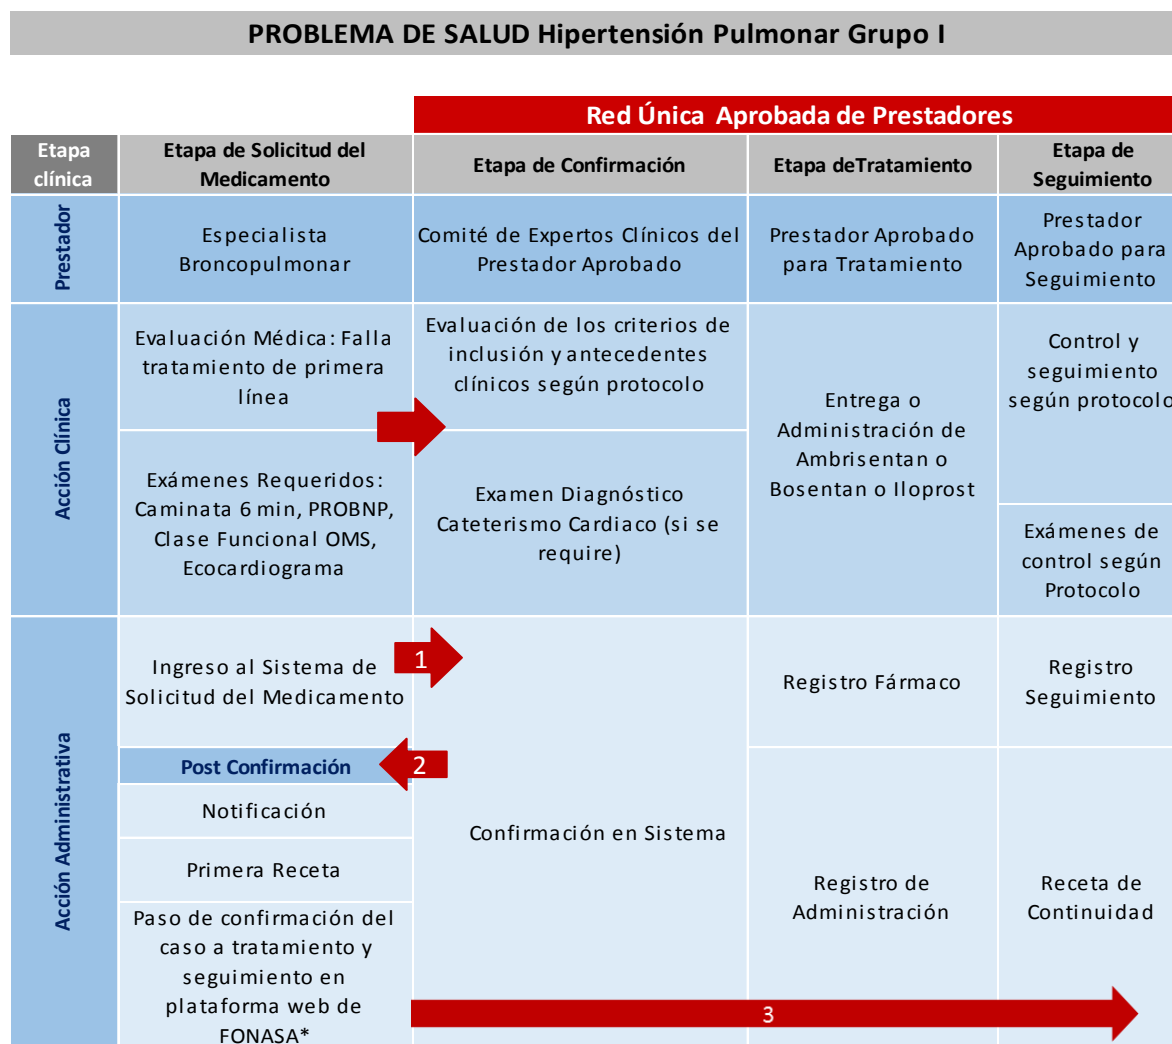 PROBLEMA DE SALUD Hipertensión Pulmonar Grupo I
Red Única Aprobada de Prestadores
Etapa
clínica
Etapa de Solicitud del
Medicamento
Etapa de Confirmación
Etapa deTratamiento
Etapa de
Seguimiento
Prestador
Especialista
Broncopulmonar
Comité de Expertos Clínicos del
Prestador Aprobado
Prestador Aprobado
para Tratamiento
Prestador
Aprobado para
Seguimiento
Acción Clínica
Evaluación Médica: Falla
tratamiento de primera
línea
Evaluación de los criterios de
inclusión y antecedentes
clínicos según protocolo
Entrega o
Administración de
Ambrisentan o
Bosentan o Iloprost
Control y
seguimiento
según protocolo
Exámenes Requeridos:
Caminata 6 min, PROBNP,
Clase Funcional OMS,
Ecocardiograma
Examen Diagnóstico
Cateterismo Cardiaco (si se
require)
Exámenes de
control según
Protocolo
Acción Administrativa
Ingreso al Sistema de
Solicitud del Medicamento
1
Registro Fármaco
Registro
Seguimiento
Post Confirmación
2
Notificación
Primera Receta
Paso de confirmación del
caso a tratamiento y
seguimiento en
plataforma web de
FONASA*
Confirmación en Sistema
Registro de
Administración
Receta de
Continuidad
3